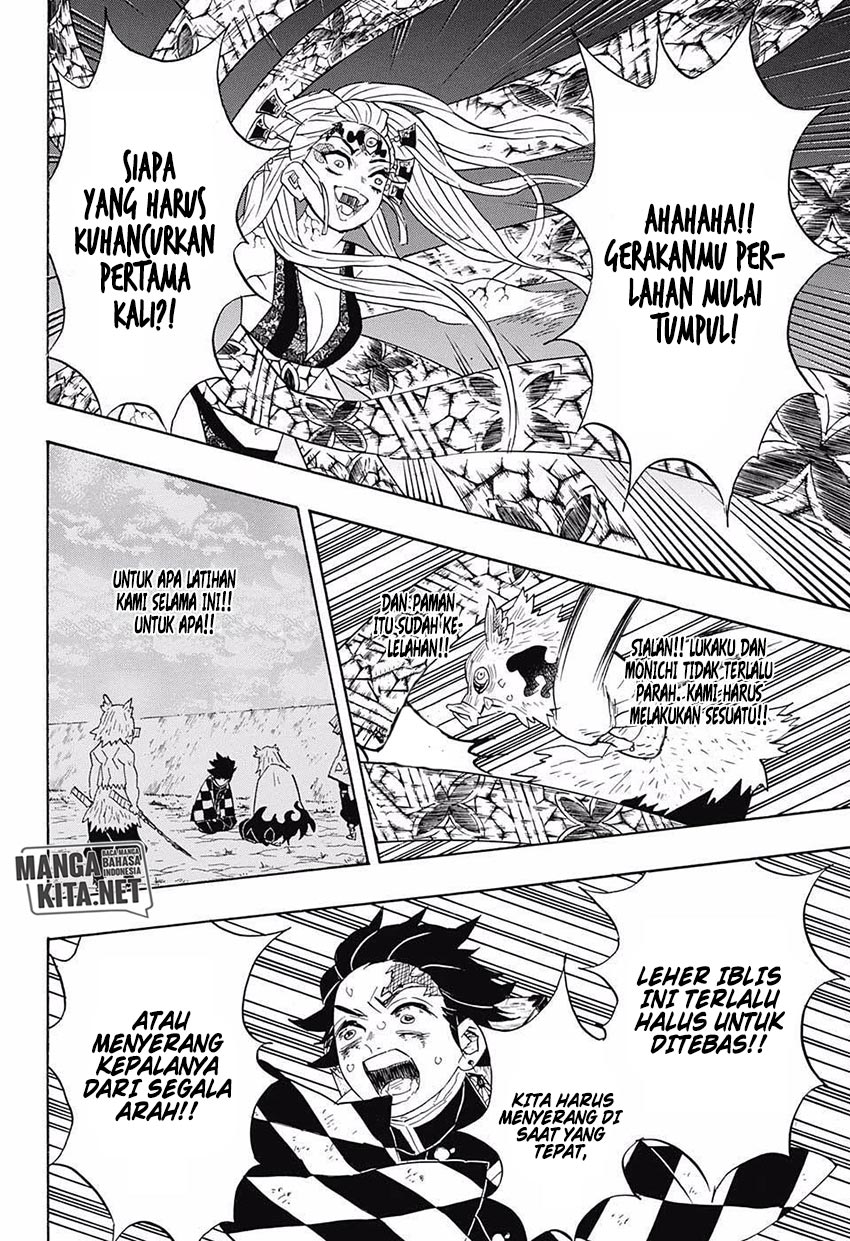 AHAHAHA!!
GERAKANMU PER-
LAHAN MULAI
TUMPUL!
SIAPA
YANG HARUS
KUHANCURKAN
PERTAMA
KALI?!
SIALAN!! LUKAKU DAN
MONICHI TIDAK TERLALU
PARAH. KAMI HARUS
MELAKUKAN SESUATU!!
DAN PAMAN
ITU SUDAH KE-
LELAHAN!!
UNTUK APA LATIHAN
KAMI SELAMA INI!!
UNTUK APA!!
MANGA
KITA.NET
BACA MANGA
BAHASA
INDONESIA
LEHER IBLIS
INI TERLALU
HALUS UNTUK
DITEBAS!!
KITA HARUS
MENYERANG DI
SAAT YANG
TEPAT,
ATAU
MENYERANG
KEPALANYA
DARI SEGALA
ARAH!!